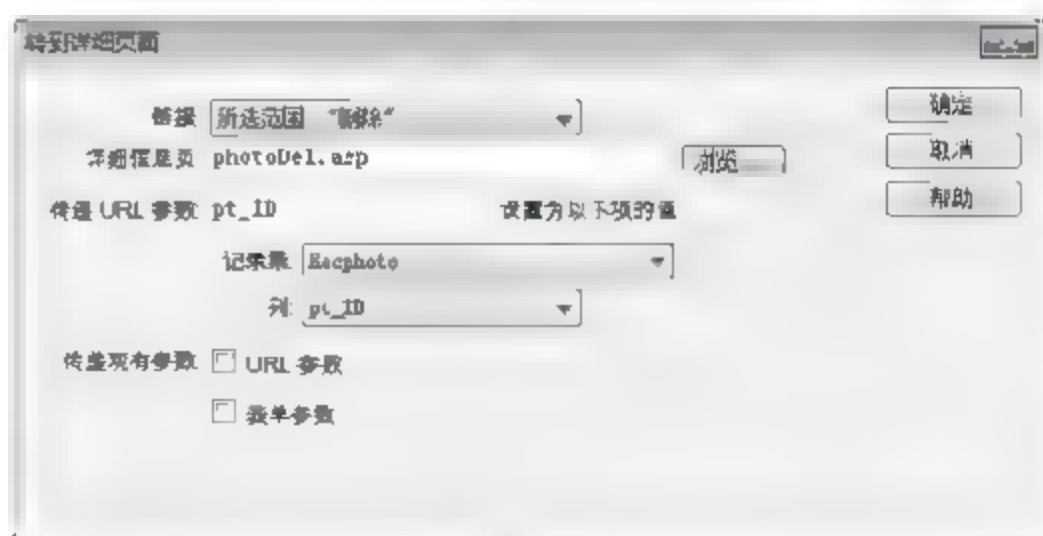 转到详细页面
链接 所选范围 "删除"
详细信息页 photoDel.asp 浏览
传递 URL 参数 pt_ID 设置为以下项的值
记录集 Recphoto
列: pt_ID
传送现有参数 URL 参数
表单参数
确定
取消
帮助